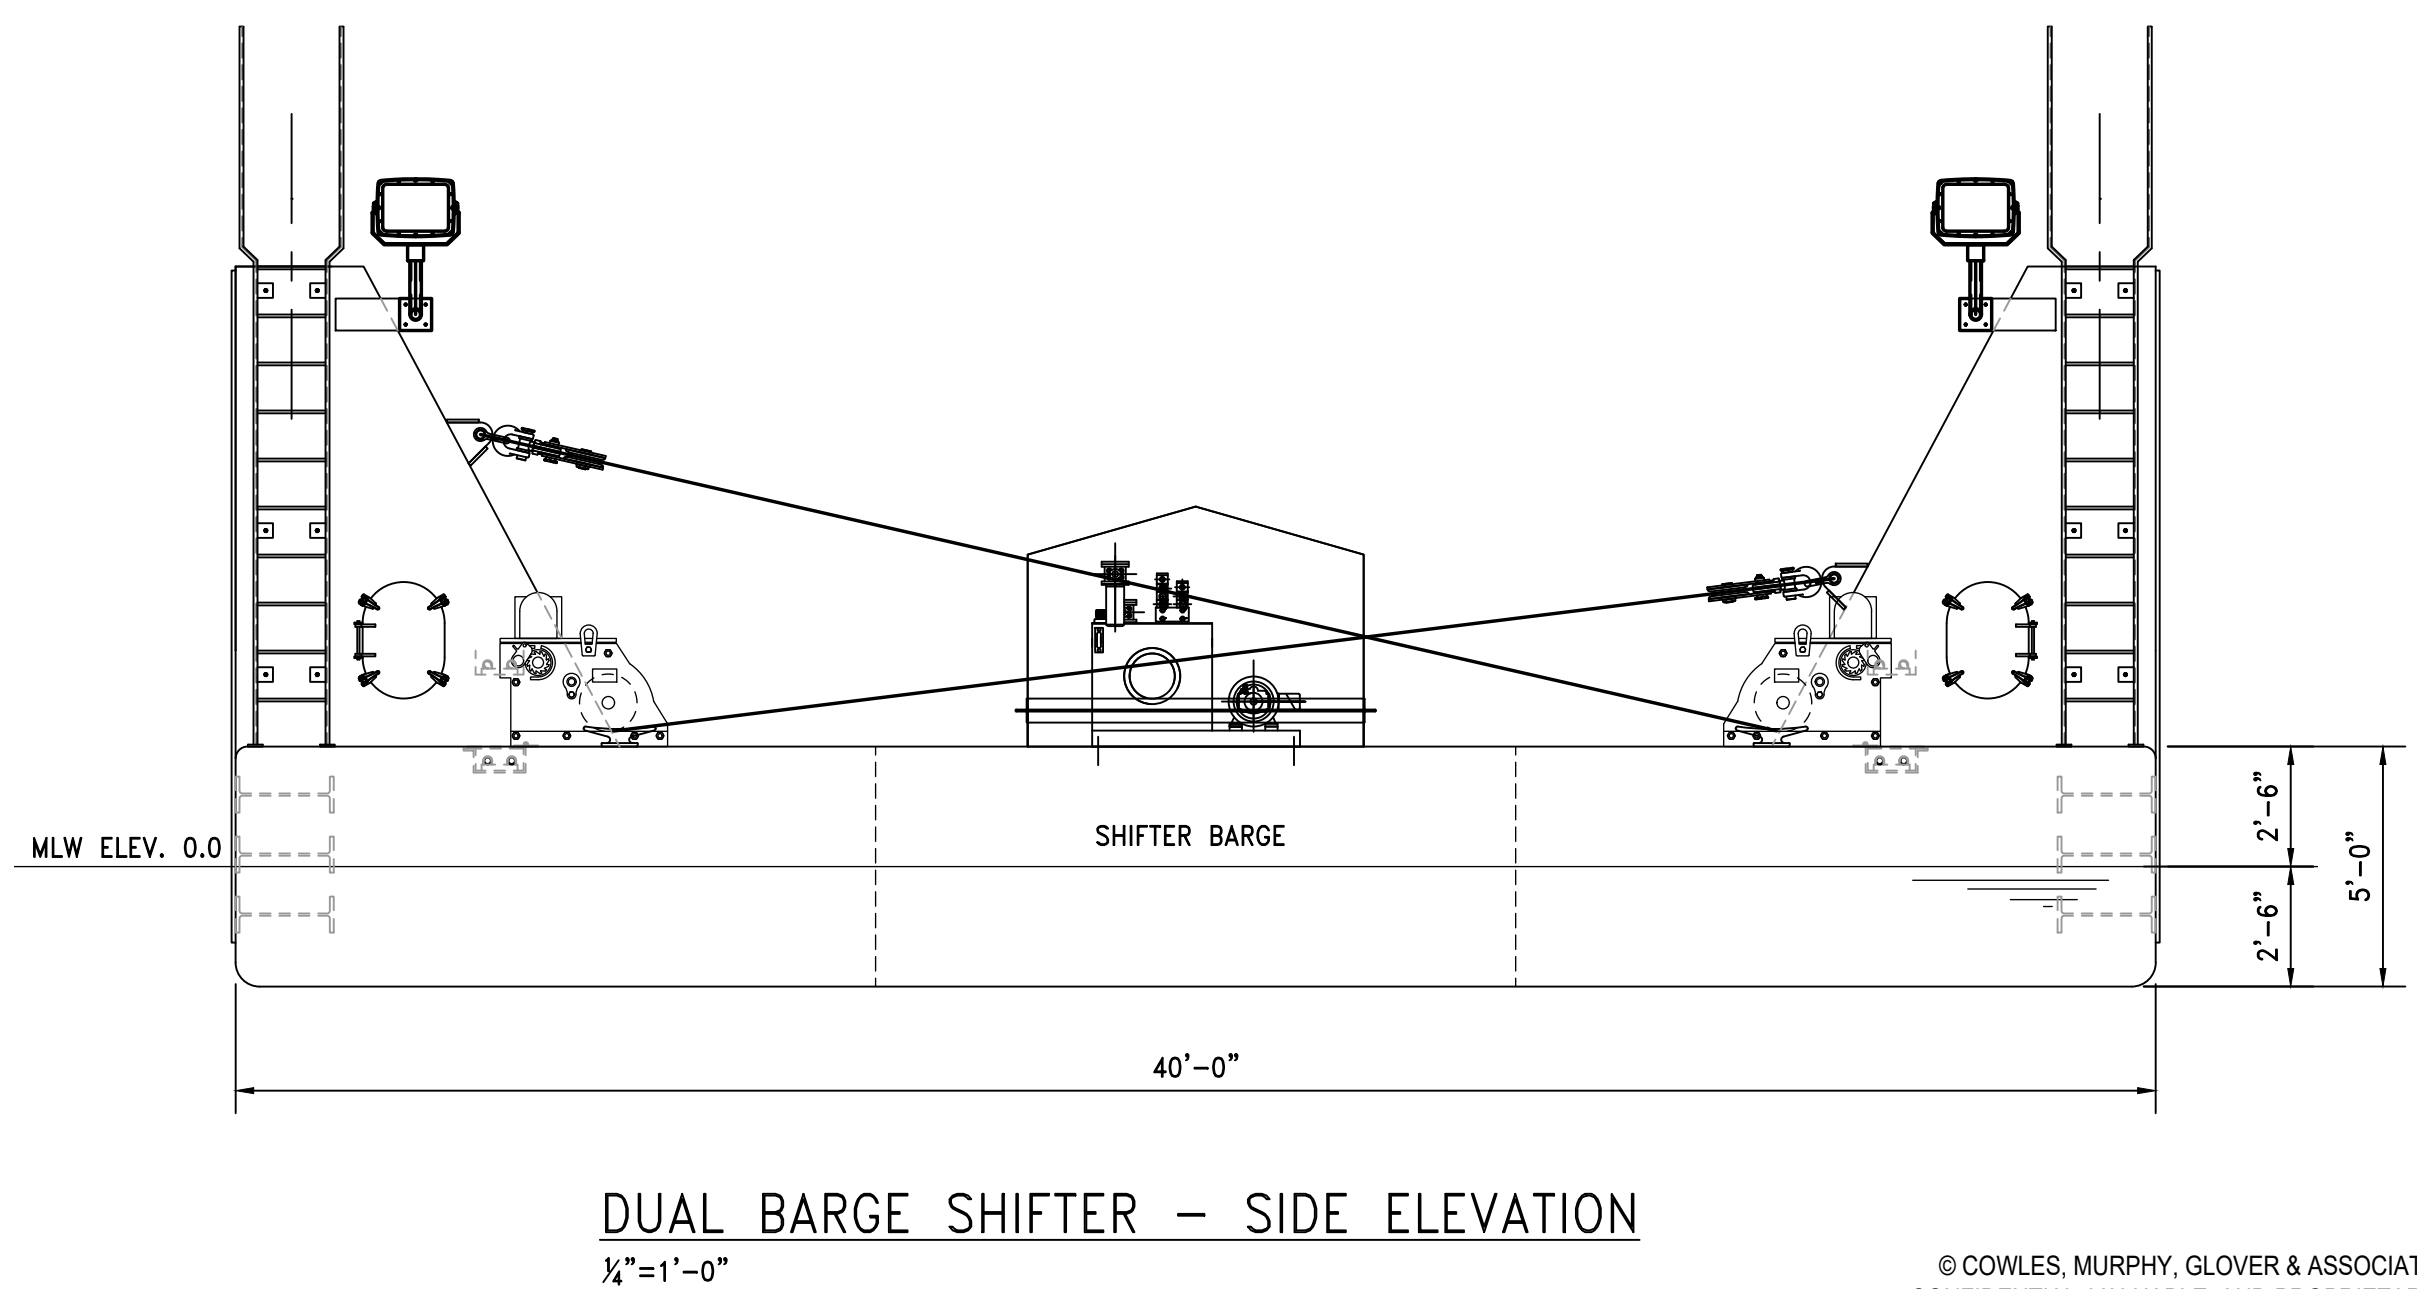 MLW ELEV. 0.0
SHIFTER BARGE
2'-6"
2'-6"
5'-0"
40'-0"
DUAL BARGE SHIFTER – SIDE ELEVATION
¼"=1'-0"
© COWLES, MURPHY, GLOVER & ASSOCIAT